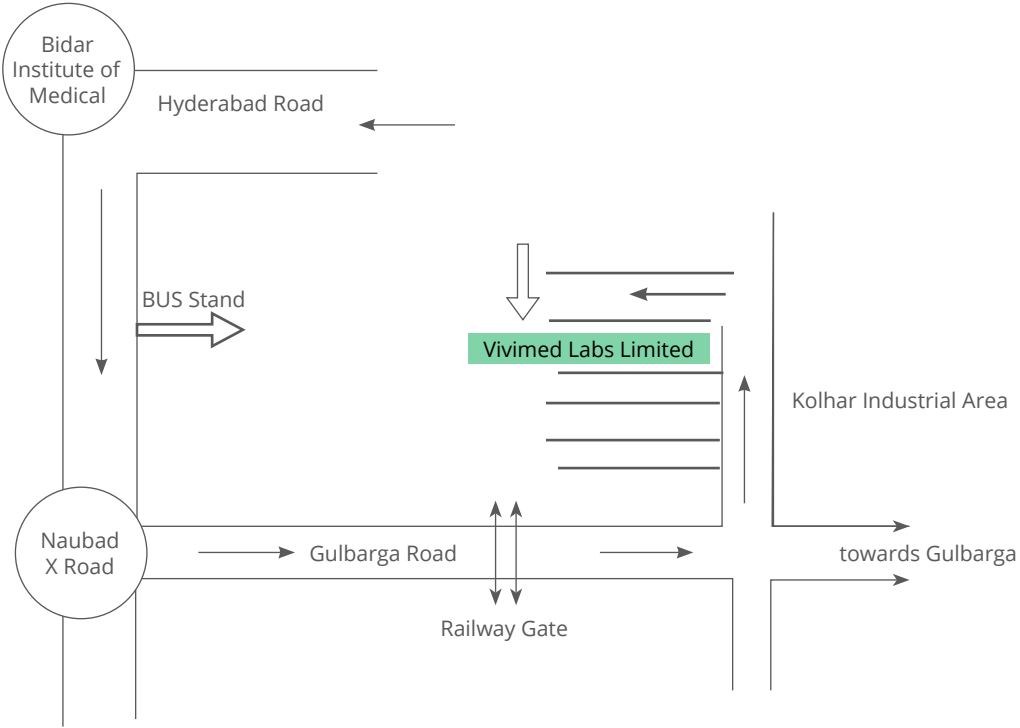 Bidar
Institute of
Medical
Hyderabad Road
BUS Stand
Vivimed Labs Limited
Kolhar Industrial Area
Naubad
X Road
Gulbarga Road
towards Gulbarga
Railway Gate